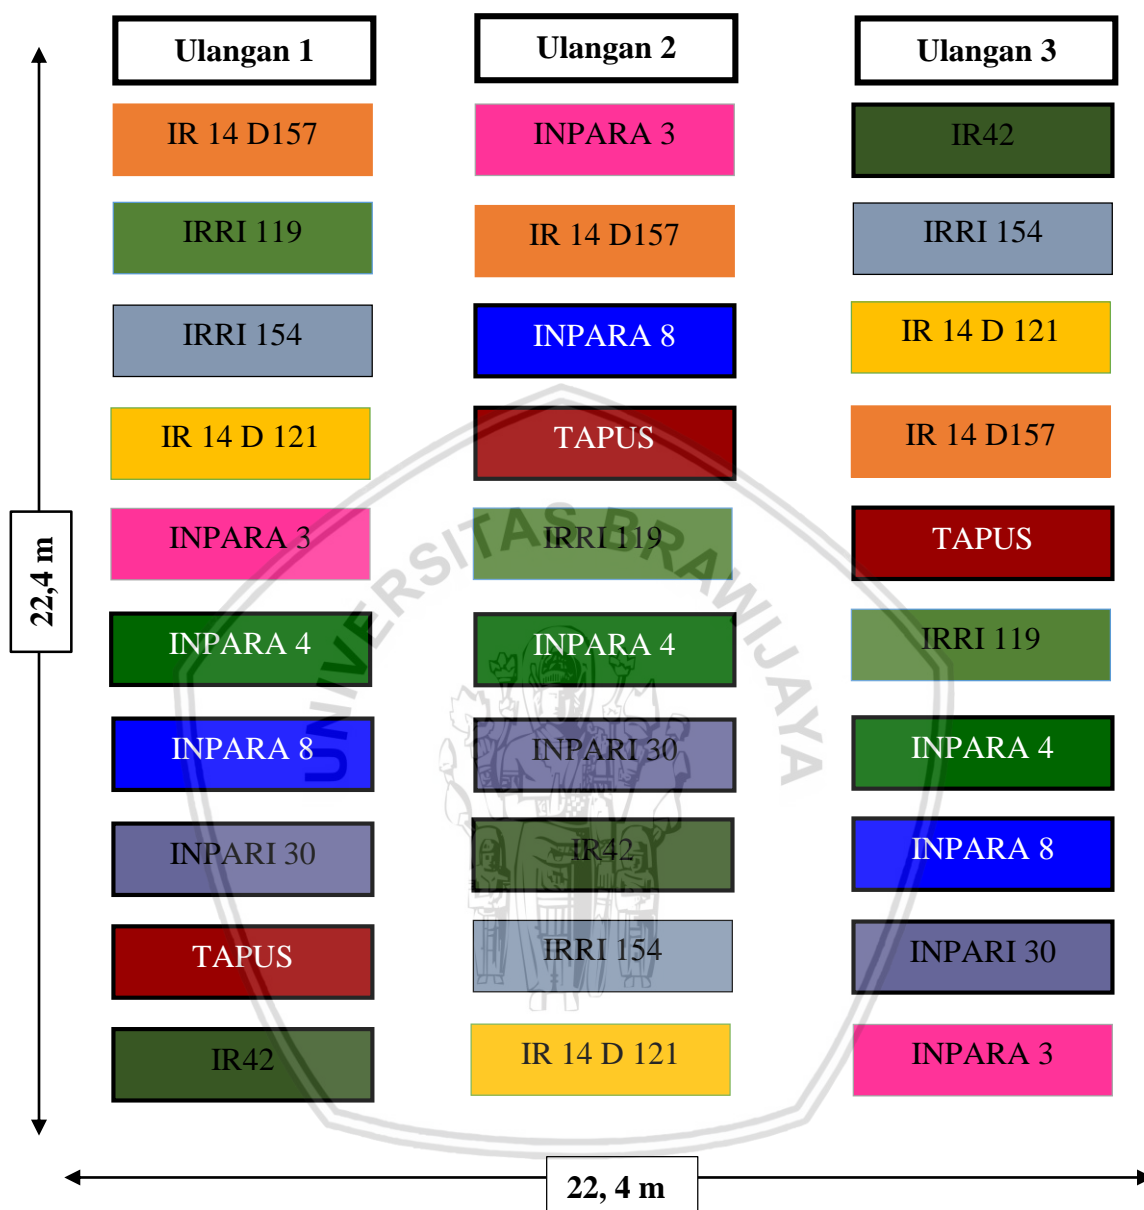 Ulangan 1
Ulangan 2
Ulangan 3
IR 14 D157
INPARA 3
IR42
IRRI 119
IR 14 D157
IRRI 154
IRRI 154
INPARA 8
IR 14 D 121
IR 14 D 121
TAPUS
IR 14 D157
INPARA 3
IRRI 119
TAPUS
INPARA 4
INPARA 4
IRRI 119
INPARA 8
INPARI 30
INPARA 4
INPARI 30
IR42
INPARA 8
TAPUS
IRRI 154
INPARI 30
IR42
IR 14 D 121
INPARA 3
22,4 m
22, 4 m
UNIVERSITAS BRAWIJAYA